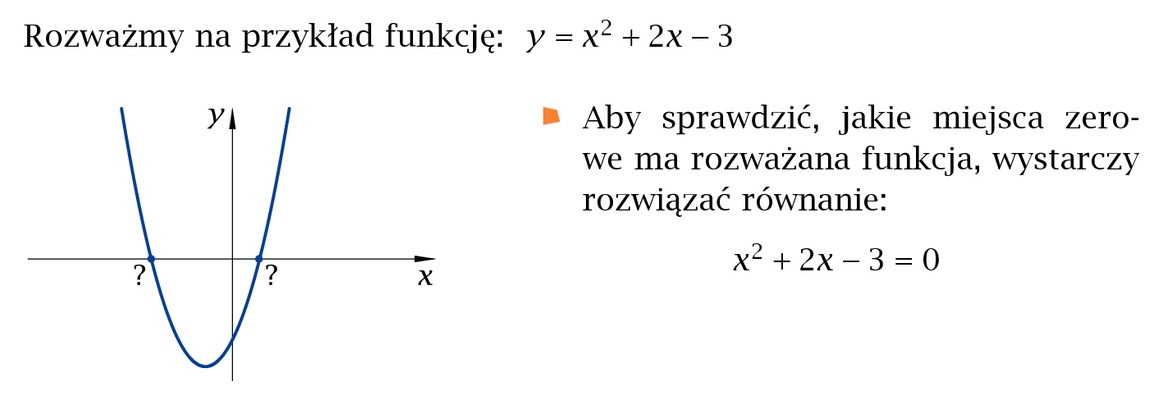 Rozważmy na przykład funkcję: y = x² + 2x − 3
y
? ?
x
Aby sprawdzić, jakie miejsca zero-
we ma rozważana funkcja, wystarczy
rozwiązać równanie:
x² + 2x − 3 = 0